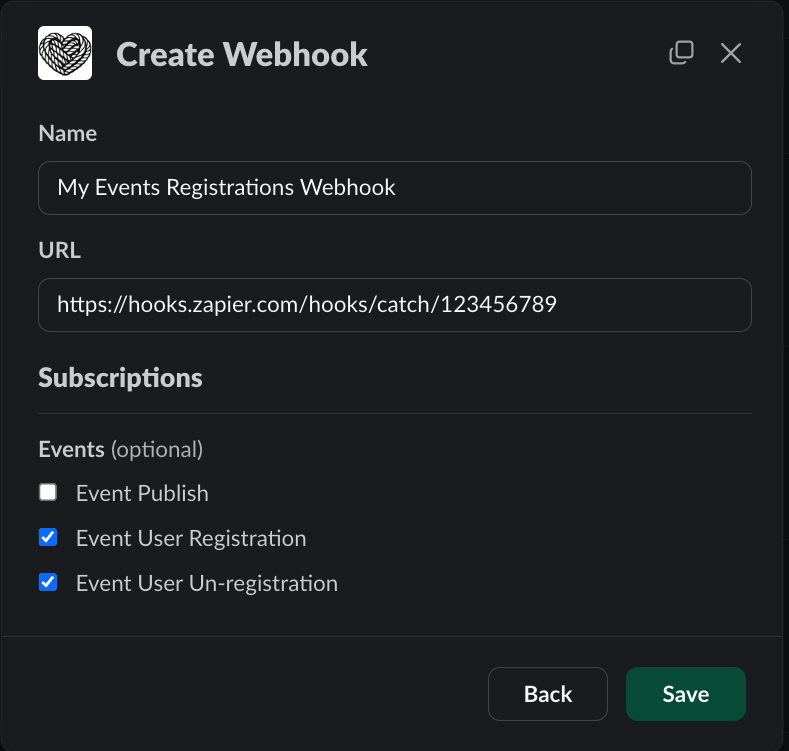 Create Webhook
Name
My Events Registrations Webhook
URL
https://hooks.zapier.com/hooks/catch/123456789
Subscriptions
Events (optional)
Event Publish
Event User Registration
Event User Un-registration
Back Save